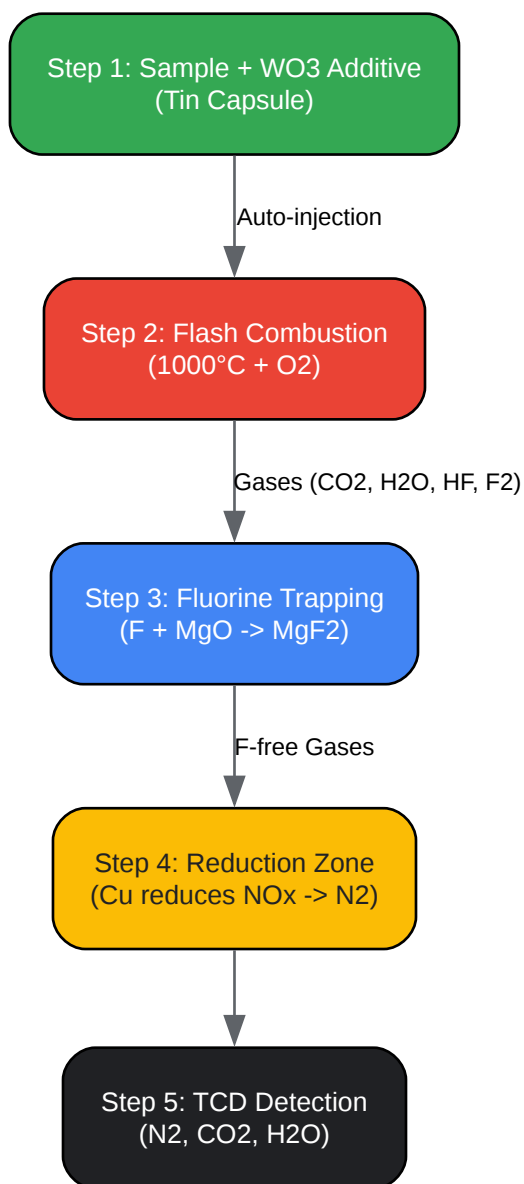 Step 1: Sample + WO3 Additive
(Tin Capsule)
Auto-injection
Step 2: Flash Combustion
(1000°C + O2)
Gases (CO2, H2O, HF, F2)
Step 3: Fluorine Trapping
(F + MgO -> MgF2)
F-free Gases
Step 4: Reduction Zone
(Cu reduces NOx -> N2)
Step 5: TCD Detection
(N2, CO2, H2O)